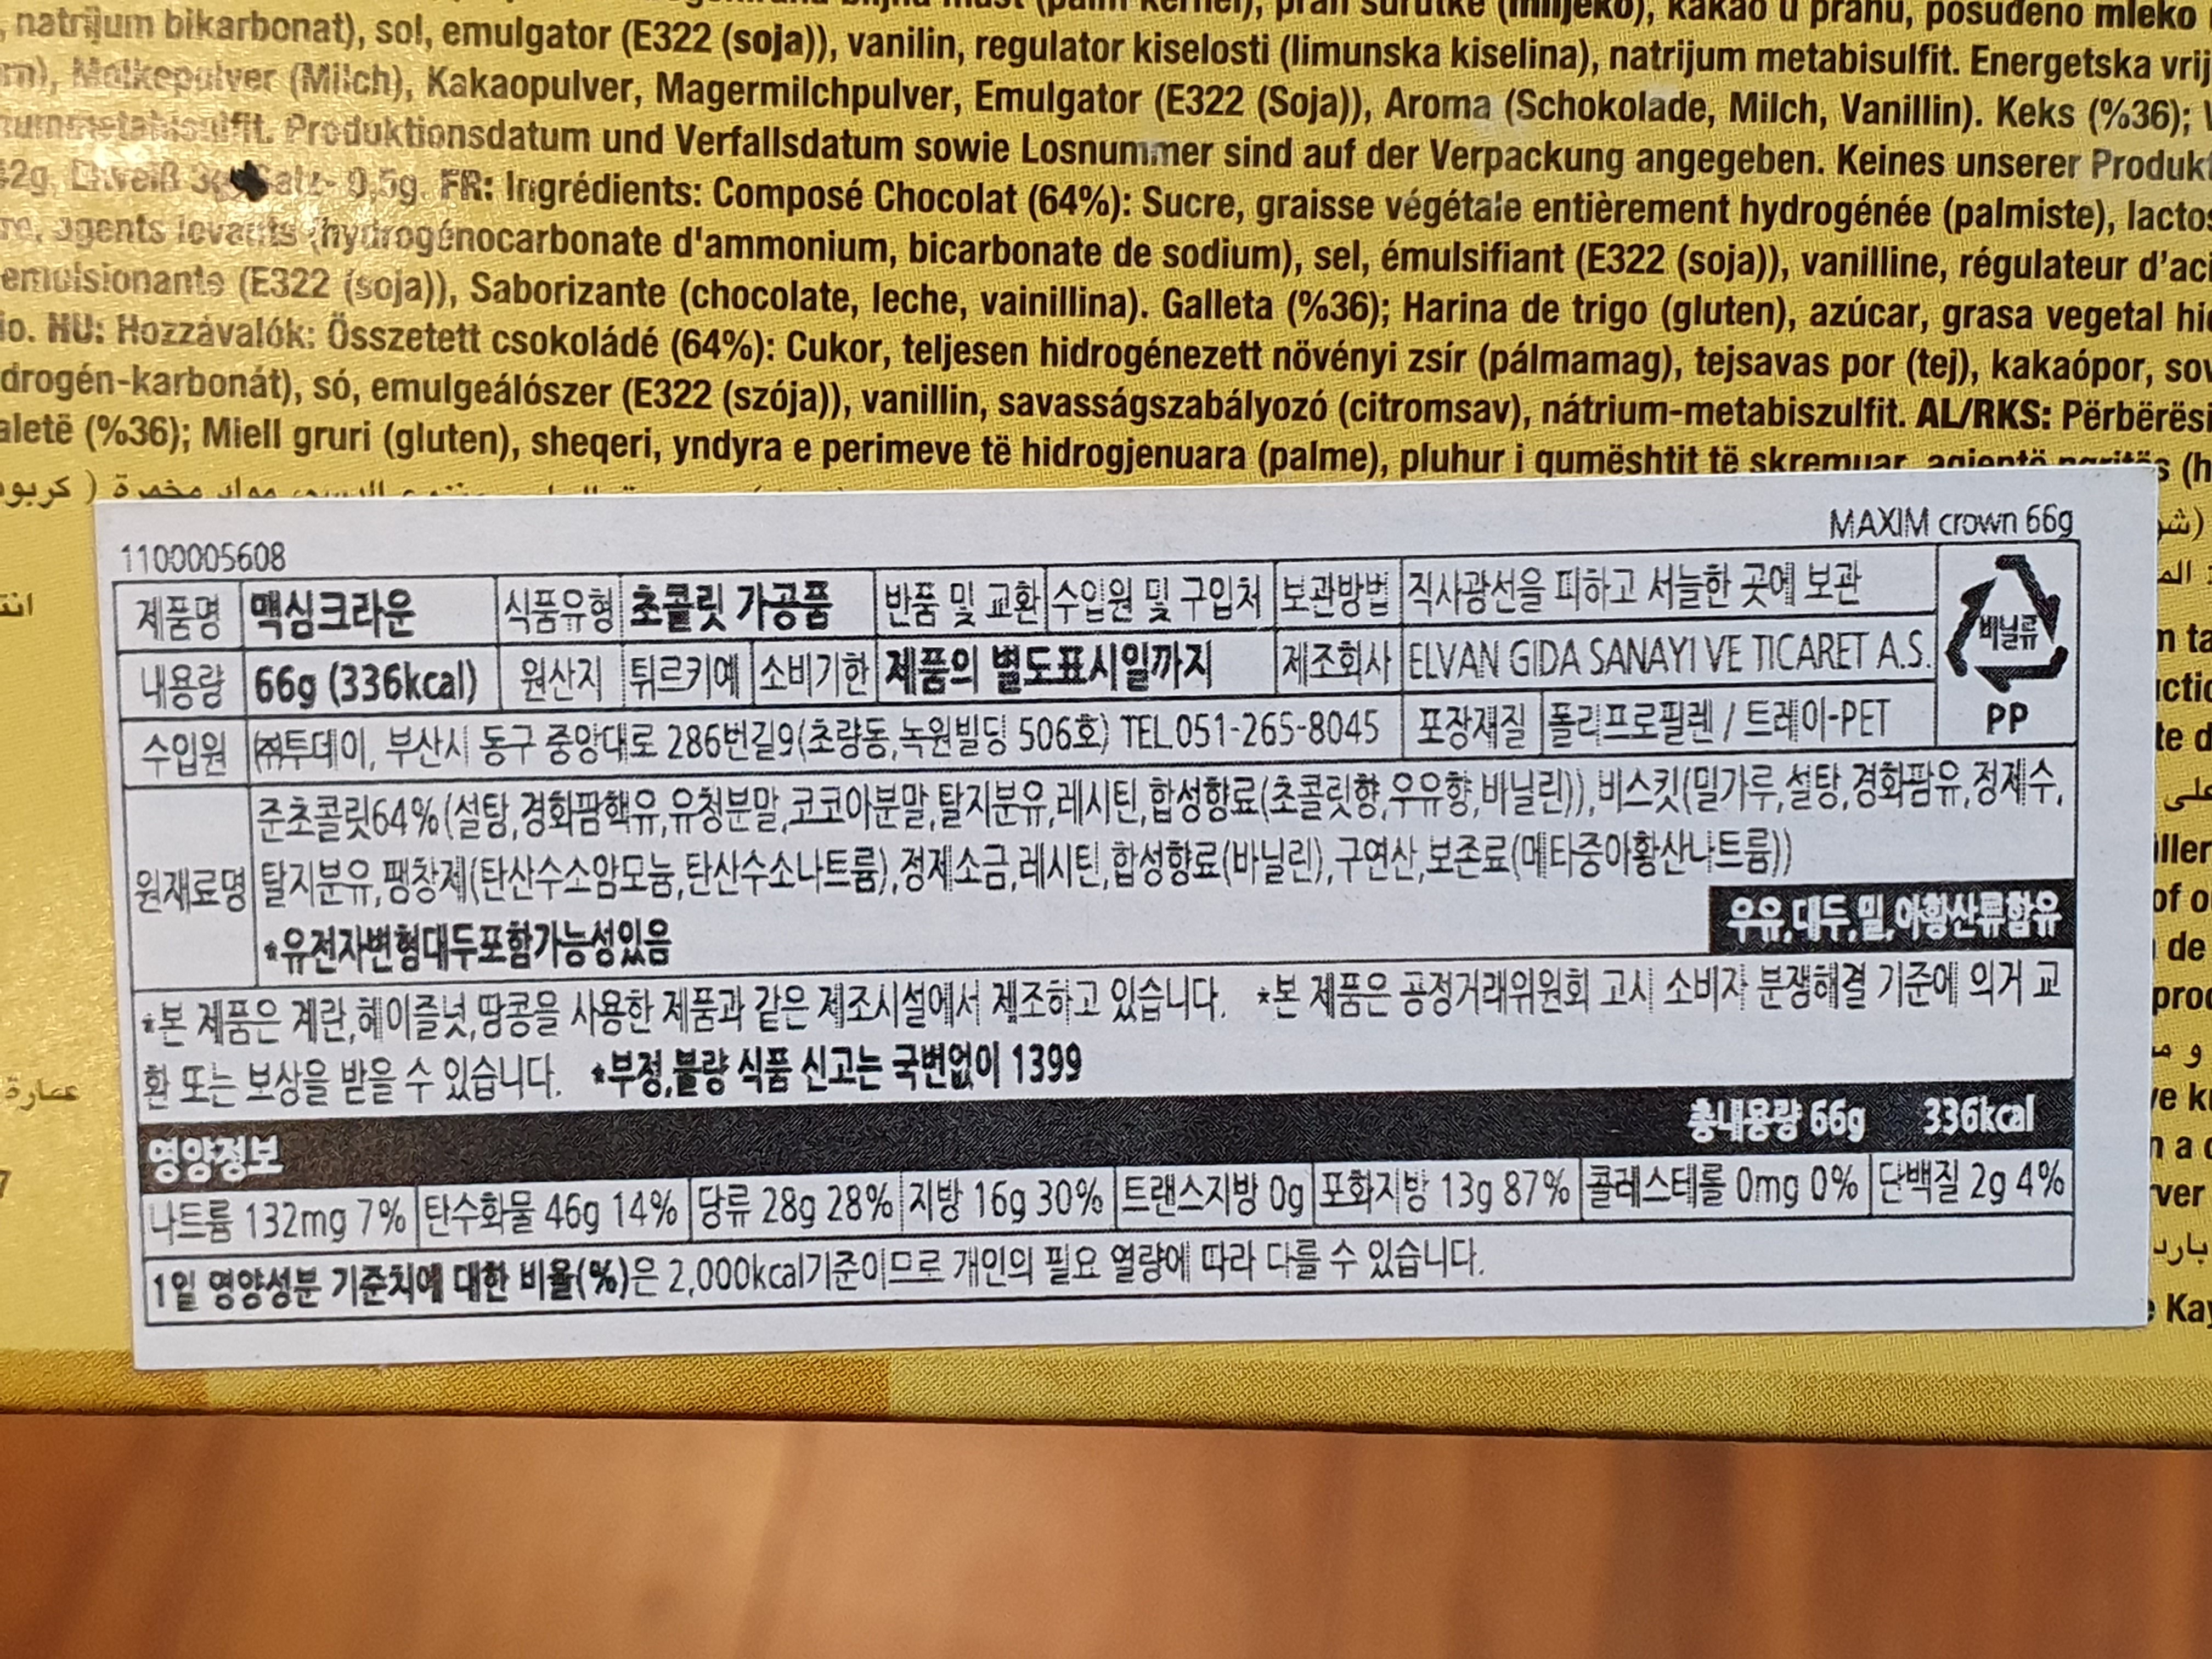 natrijum bikarbonat), sol, emulgator (E322 (soja)), vanilin, regulator kiselosti (limunska kiselina), natrijum metabisulfit. Energetska vrij
Molkepulver (Milch), Kakaopulver, Magermilchpulver, Emulgator (E322 (Soja)), Aroma (Schokolade, Milch, Vanillin). Keks (%36);
Produktionsdatum und Verfallsdatum sowie Losnummer sind auf der Verpackung angegeben. Keines unserer Produk
2g, Eiweiß 3g Salz- 0,5g. FR: Ingrédients: Composé Chocolat (64%): Sucre, graisse végétale entièrement hydrogénée (palmiste), lacto
agents levants (hydrogénocarbonate d'ammonium, bicarbonate de sodium), sel, émulsifiant (E322 (soja)), vanilline, régulateur d'aci
emulsionante (E322 (soja)), Saborizante (chocolate, leche, vainillina). Galleta (%36); Harina de trigo (gluten), azúcar, grasa vegetal hi
io. HU: Hozzávalók: Összetett csokoládé (64%): Cukor, teljesen hidrogénezett növényi zsír (pálmamag), tejsavas por (tej), kakaópor,
drogén-karbonát), só, emulgeálószer (E322 (szója)), vanillin, savasságszabályozó (citromsav), nátrium-metabiszulfit. AL/RKS: Përbërësi
aletë (%36); Miell gruri (gluten), sheqeri, yndyra e perimeve të hidrogjenuara (palme), pluhur i qumështit të skremuar
MAXIM crown 66g
1100005608
제품명 맥심크라운 식품유형 초콜릿 가공품 반품 및 교환 수입원 및 구입처 보관방법 직사광선을 피하고 서늘한 곳에 보관
비닐류
내용량 66g (336kcal) 원산지 튀르키예 소비기한 제품의 별도표시일까지 제조회사 ELVAN GIDA SANAYI VE TICARET A.S.
수입원 ㈜투데이, 부산시 동구 중앙대로 286번길9(초량동,녹원빌딩 506호) TEL.051-265-8045 포장재질 폴리프로필렌 / 트레이-PET
PP
준초콜릿64%(설탕,경화팜핵유,유청분말,코코아분말,탈지분유,레시틴,합성향료(초콜릿향,우유향,바닐린)),비스킷(밀가루,설탕,경화팜유,정제수,
원재료명 탈지분유,팽창제(탄산수소암모늄,탄산수소나트륨),정제소금,레시틴,합성향료(바닐린),구연산,보존료(메타중아황산나트륨))
*유전자변형대두포함가능성있음
우유,대두,밀,아황산류함유
*본 제품은 계란,헤이즐넛,땅콩을 사용한 제품과 같은 제조시설에서 제조하고 있습니다. *본 제품은 공정거래위원회 고시 소비자 분쟁해결 기준에 의거 교
환 또는 보상을 받을 수 있습니다. *부정,불량 식품 신고는 국번없이 1399
영양정보 총내용량 66g 336kcal
나트륨 132mg 7% 탄수화물 46g 14% 당류 28g 28% 지방 16g 30% 트랜스지방 0g 포화지방 13g 87% 콜레스테롤 0mg 0% 단백질 2g 4%
1일 영양성분 기준치에 대한 비율(%)은 2,000kcal기준이므로 개인의 필요 열량에 따라 다를 수 있습니다.